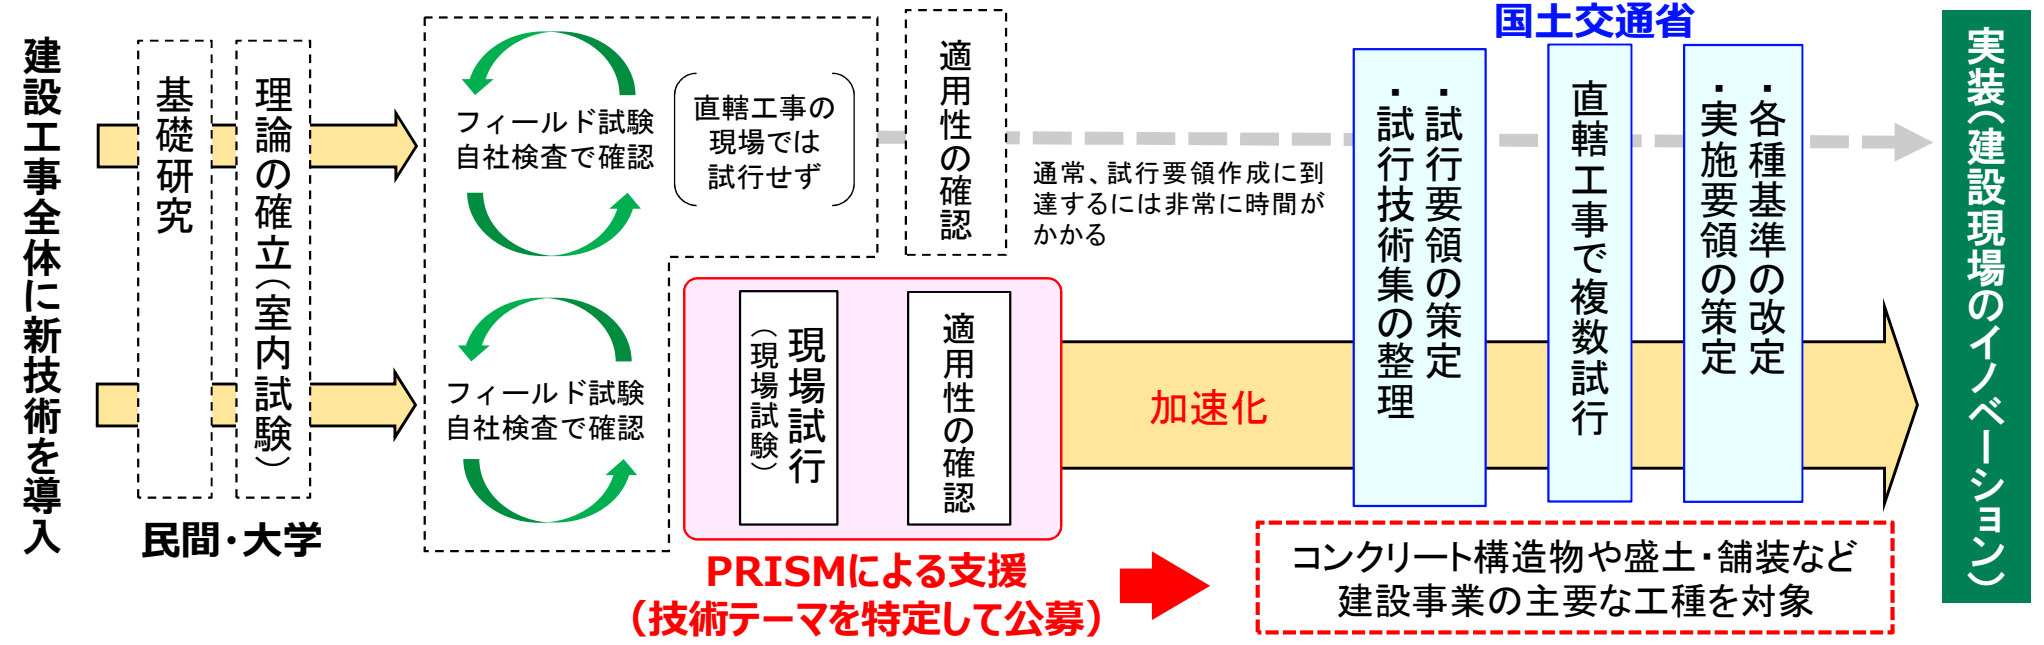 建設工事全体に新技術を導入
基礎研究
理論の確立（室内試験）
民間・大学
フィールド試験
自社検査で確認
直轄工事の
現場では
試行せず
適用性の確認
通常、試行要領作成に到
達するには非常に時間が
かかる
フィールド試験
自社検査で確認
現場試行
（現場試験）
適用性の確認
PRISMによる支援
（技術テーマを特定して公募）
加速化
国土交通省
・試行要領の策定
・試行技術集の整理
直轄工事で複数試行
・各種基準の改定
・実施要領の策定
コンクリート構造物や盛土・舗装など
建設事業の主要な工種を対象
実装（建設現場のイノベーション）